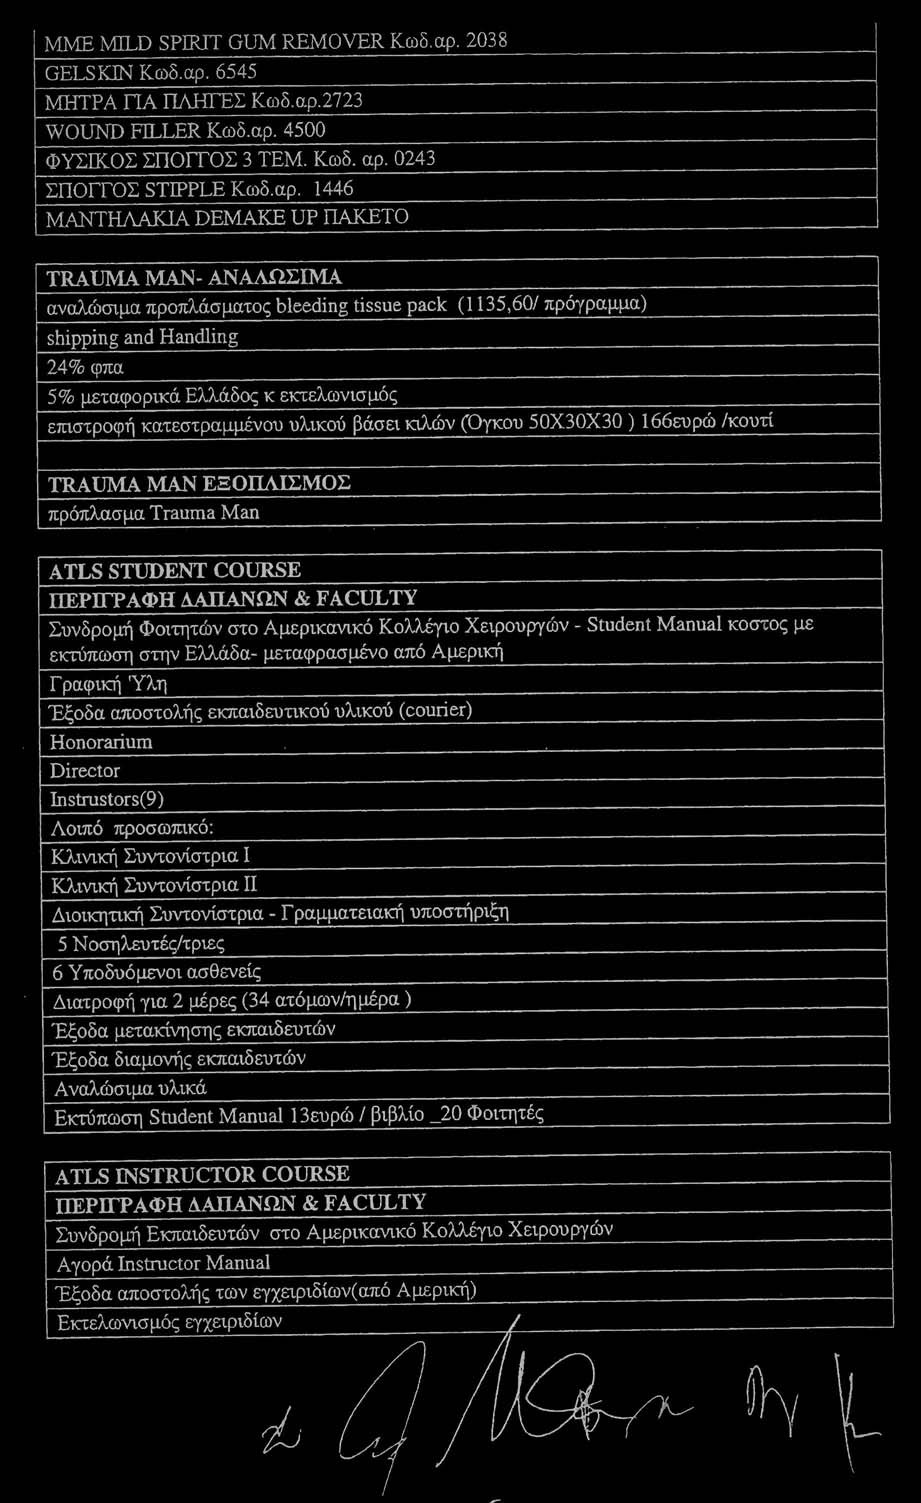 MME MILD SPIRIT GUM REMOVER Κωδ.αρ. 2038
GELSKIN Κωδ.αρ. 6545
ΜΗΤΡΑ ΓΙΑ ΠΛΗΓΕΣ Κωδ.αρ.2723
WOUND FILLER Κωδ.αρ. 4500
ΦΥΣΙΚΟΣ ΣΠΟΓΓΟΣ 3 ΤΕΜ. Κωδ. αρ. 0243
ΣΠΟΓΓΟΣ STIPPLE Κωδ.αρ. 1446
ΜΑΝΤΗΛΑΚΙΑ DEMAKE UP ΠΑΚΕΤΟ
TRAUMA MAN- ΑΝΑΛΩΣΙΜΑ
αναλώσιμα προπλάσματος bleeding tissue pack (1135,60/ πρόγραμμα)
shipping and Handling
24% φπα
5% μεταφορικά Ελλάδος κ εκτελωνισμός
επιστροφή κατεστραμμένου υλικού βάσει κιλών (Όγκου 50Χ30Χ30 ) 166ευρώ /κουτί
TRAUMA MAN ΕΞΟΠΛΙΣΜΟΣ
πρόπλασμα Trauma Man
ATLS STUDENT COURSE
ΠΕΡΙΓΡΑΦΗ ΔΑΠΑΝΩΝ & FACULTY
Συνδρομή Φοιτητών στο Αμερικανικό Κολλέγιο Χειρουργών - Student Manual κοστος με
εκτύπωση στην Ελλάδα- μεταφρασμένο από Αμερική
Γραφική Ύλη
Έξοδα αποστολής εκπαιδευτικού υλικού (courier)
Honorarium
Director
Instrustors(9)
Λοιπό προσωπικό:
Κλινική Συντονίστρια Ι
Κλινική Συντονίστρια ΙΙ
Διοικητική Συντονίστρια - Γραμματειακή υποστήριξη
5 Νοσηλευτές/τριες
6 Υποδυόμενοι ασθενείς
Διατροφή για 2 μέρες (34 ατόμων/ημέρα )
Έξοδα μετακίνησης εκπαιδευτών
Έξοδα διαμονής εκπαιδευτών
Αναλώσιμα υλικά
Εκτύπωση Student Manual 13ευρώ / βιβλίο _20 Φοιτητές
ATLS INSTRUCTOR COURSE
ΠΕΡΙΓΡΑΦΗ ΔΑΠΑΝΩΝ & FACULTY
Συνδρομή Εκπαιδευτών στο Αμερικανικό Κολλέγιο Χειρουργών
Αγορά Instructor Manual
Έξοδα αποστολής των εγχειριδίων(από Αμερική)
Εκτελωνισμός εγχειριδίων